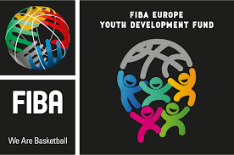 FIBA
We Are Basketball
FIBA EUROPE
YOUTH DEVELOPMENT FUND